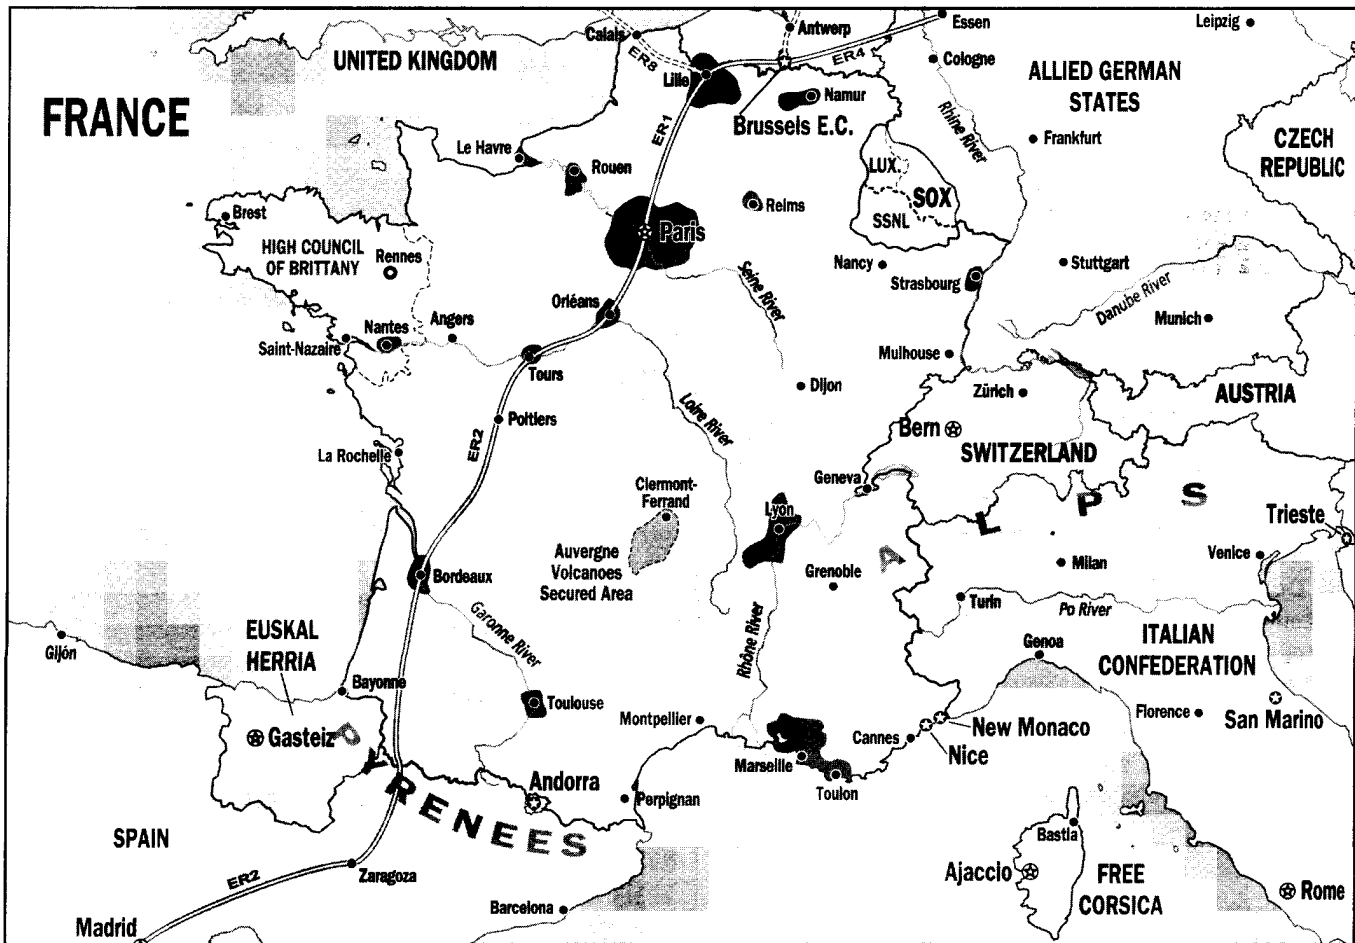 FRANCE
UNITED KINGDOM
Calais
ER8
Antwerp
Essen
Leipzig
Lille
ER4
Cologne
ALLIED GERMAN
STATES
Namur
Brussels E.C.
Rhine River
Frankfurt
CZECH
REPUBLIC
ER1
Le Havre
Rouen
LUX.
SOX
SSNL
Reims
Paris
Brest
HIGH COUNCIL
OF BRITTANY
Rennes
Nancy
Strasbourg
Stuttgart
Seine River
Danube River
Orléans
Munich
Nantes
Angers
Saint-Nazaire
Tours
Mulhouse
Dijon
Zürich
AUSTRIA
Poitiers
Loire River
ER2
Bern
SWITZERLAND
La Rochelle
Geneva
Clermont-
Ferrand
Lyon
ALPS
Trieste
Auvergne
Volcanoes
Secured Area
Milan
Venice
Bordeaux
Grenoble
Turin
Po River
Garonne River
Rhône River
EUSKAL
HERRIA
Gijón
Genoa
ITALIAN
CONFEDERATION
Bayonne
Toulouse
Montpellier
Florence
San Marino
Gasteiz
Cannes
New Monaco
Nice
Marseille
Toulon
PYRENEES
Andorra
Perpignan
SPAIN
Bastia
ER2
Zaragoza
Ajaccio
FREE
CORSICA
Rome
Barcelona
Madrid